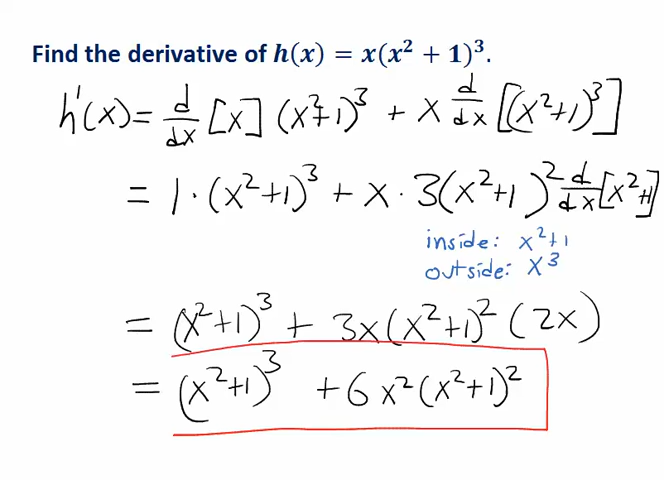 Find the derivative of h(x) = x(x² + 1)³.
h'(x) = d/dx [x] (x²+1)³ + x d/dx [(x²+1)³]
= 1 · (x²+1)³ + x · 3(x²+1)² d/dx [x²+1]
inside: x²+1
outside: x³
= (x²+1)³ + 3x(x²+1)² (2x)
= (x²+1)³ + 6x²(x²+1)²